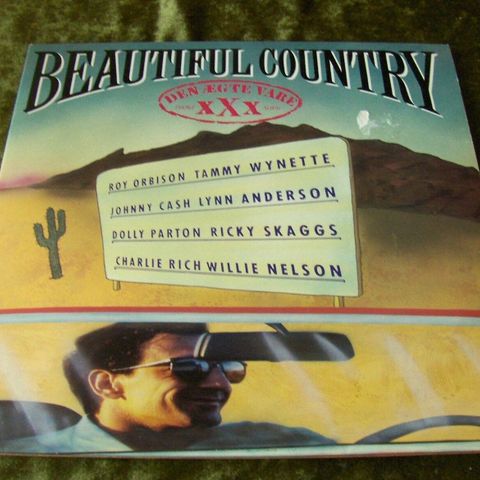 BEAUTIFUL COUNTRY
DEN ÆGTE VARE
XXX
ROY ORBISON TAMMY WYNETTE
JOHNNY CASH LYNN ANDERSON
DOLLY PARTON RICKY SKAGGS
CHARLIE RICH WILLIE NELSON